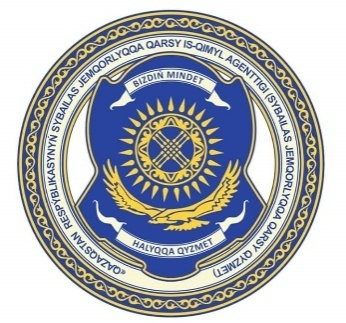 «QAZAQSTAN RESPÝBLIKASYNYŃ SYBAILAS JEMQORLYQQA QARSY IS-QIMYL AGENTTIGI (SYBAILAS JEMQORLYQQA QARSY QYZMET)
BIZDIŃ MINDET
HALYQQA QYZMET